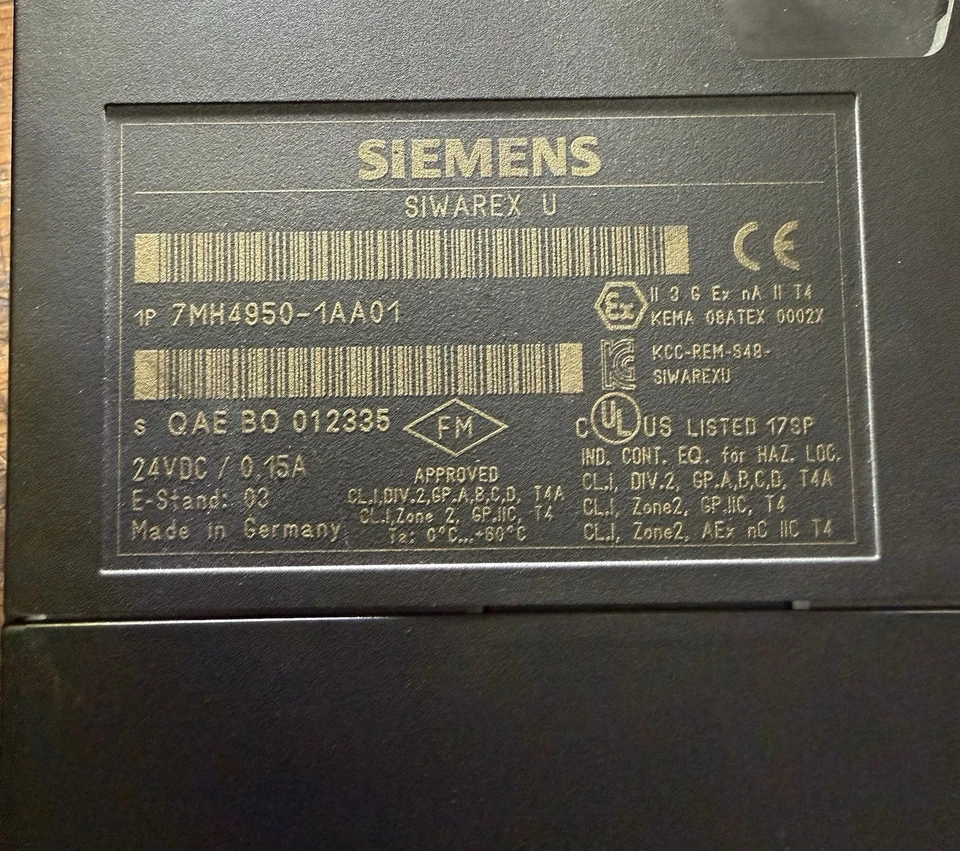 SIEMENS
SIWAREX U
1P 7MH4950-1AA01
CE
Ex II 3 G Ex nA II T4
KEMA 08ATEX 0002X
KCC-REM-S49-
SIWAREXU
S QAE BO 012335
FM
APPROVED
CL.I,DIV.2,GP.A,B,C,D, T4A
CL.I,Zone 2, GP.IIC, T4
Ta: 0°C...+60°C
C UL US LISTED 17SP
IND. CONT. EQ. for HAZ. LOC.
CL.I, DIV.2, GP.A,B,C,D, T4A
CL.I, Zone2, GP.IIC, T4
CL.I, Zone2, AEx nC IIC T4
24VDC / 0.15A
E-Stand: 03
Made in Germany